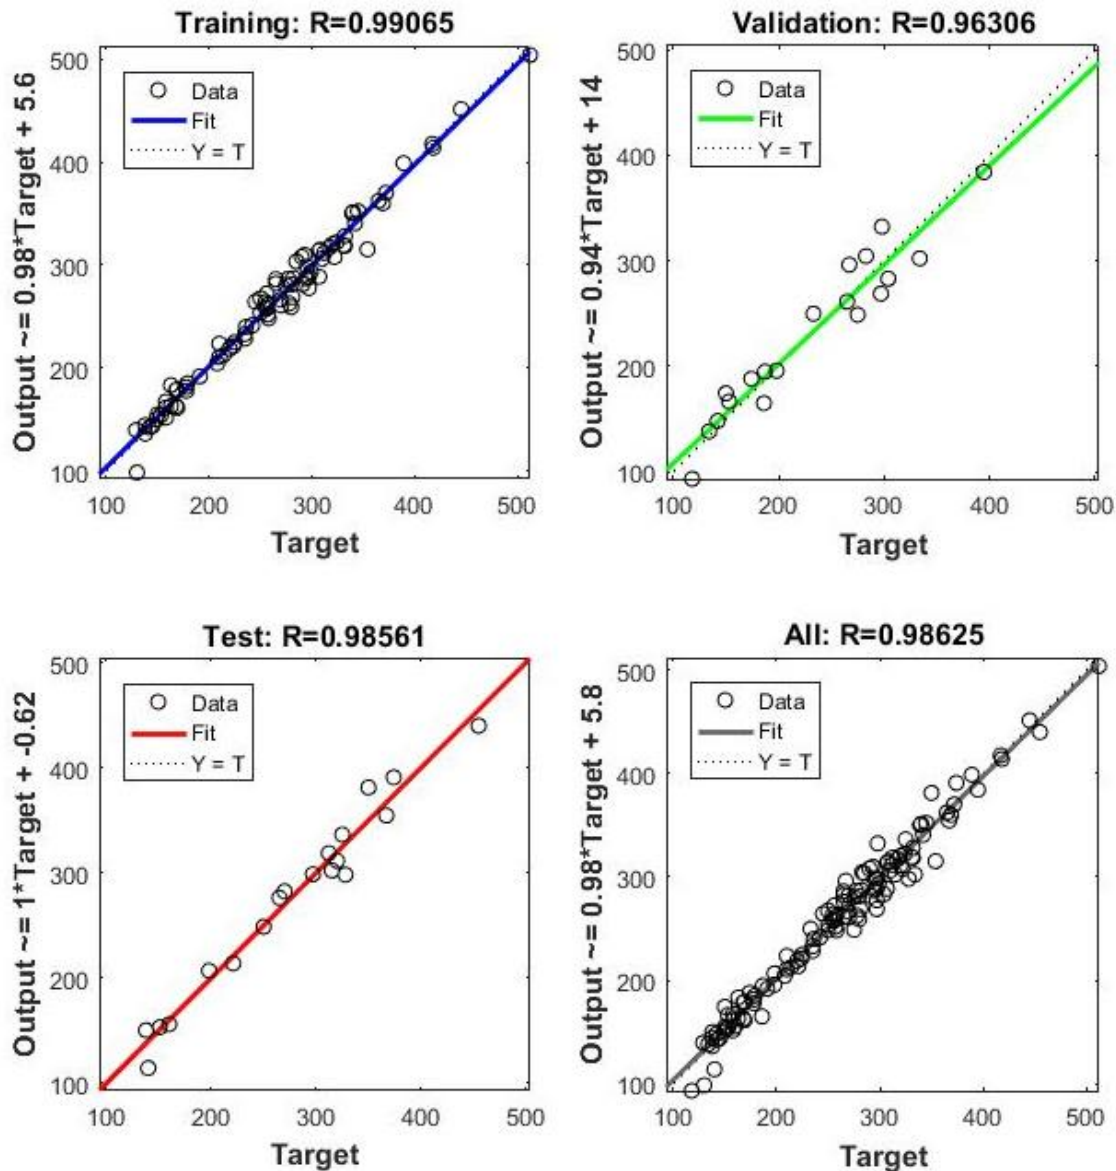 Training: R=0.99065
Output ~= 0.98*Target + 5.6
500
400
300
200
100
Data
Fit
Y = T
100 200 300 400 500
Target
Validation: R=0.96306
Output ~= 0.94*Target + 14
500
400
300
200
100
Data
Fit
Y = T
100 200 300 400 500
Target
Test: R=0.98561
Output ~= 1*Target + -0.62
500
400
300
200
100
Data
Fit
Y = T
100 200 300 400 500
Target
All: R=0.98625
Output ~= 0.98*Target + 5.8
500
400
300
200
100
Data
Fit
Y = T
100 200 300 400 500
Target